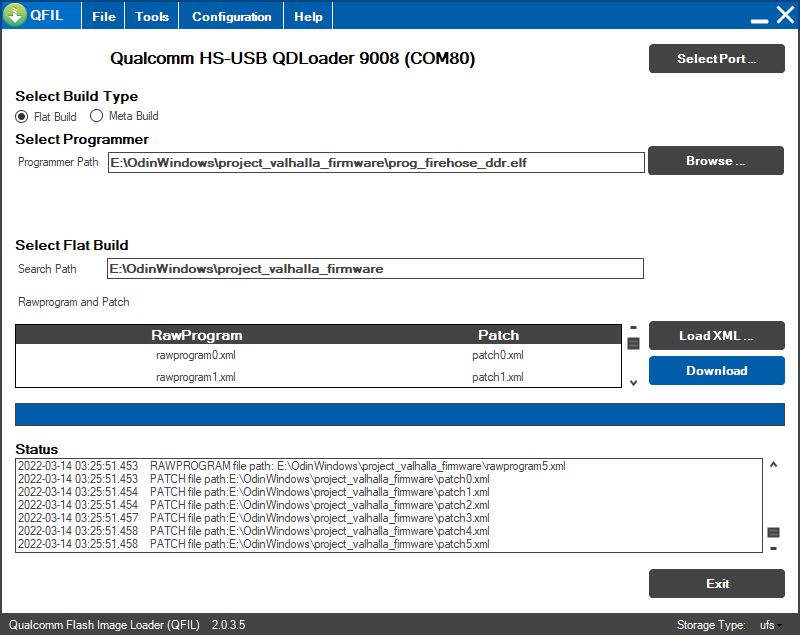 QFIL File Tools Configuration Help
Qualcomm HS-USB QDLoader 9008 (COM80)
Select Port ...
Select Build Type
Flat Build Meta Build
Select Programmer
Programmer Path E:\OdinWindows\project_valhalla_firmware\prog_firehose_ddr.elf Browse ...
Select Flat Build
Search Path E:\OdinWindows\project_valhalla_firmware
Rawprogram and Patch
RawProgram Patch
rawprogram0.xml patch0.xml
rawprogram1.xml patch1.xml
Load XML ...
Download
Status
2022-03-14 03:25:51.453 RAWPROGRAM file path: E:\OdinWindows\project_valhalla_firmware\rawprogram5.xml
2022-03-14 03:25:51.453 PATCH file path:E:\OdinWindows\project_valhalla_firmware\patch0.xml
2022-03-14 03:25:51.454 PATCH file path:E:\OdinWindows\project_valhalla_firmware\patch1.xml
2022-03-14 03:25:51.454 PATCH file path:E:\OdinWindows\project_valhalla_firmware\patch2.xml
2022-03-14 03:25:51.457 PATCH file path:E:\OdinWindows\project_valhalla_firmware\patch3.xml
2022-03-14 03:25:51.458 PATCH file path:E:\OdinWindows\project_valhalla_firmware\patch4.xml
2022-03-14 03:25:51.458 PATCH file path:E:\OdinWindows\project_valhalla_firmware\patch5.xml
Exit
Qualcomm Flash Image Loader (QFIL) 2.0.3.5 Storage Type: ufs